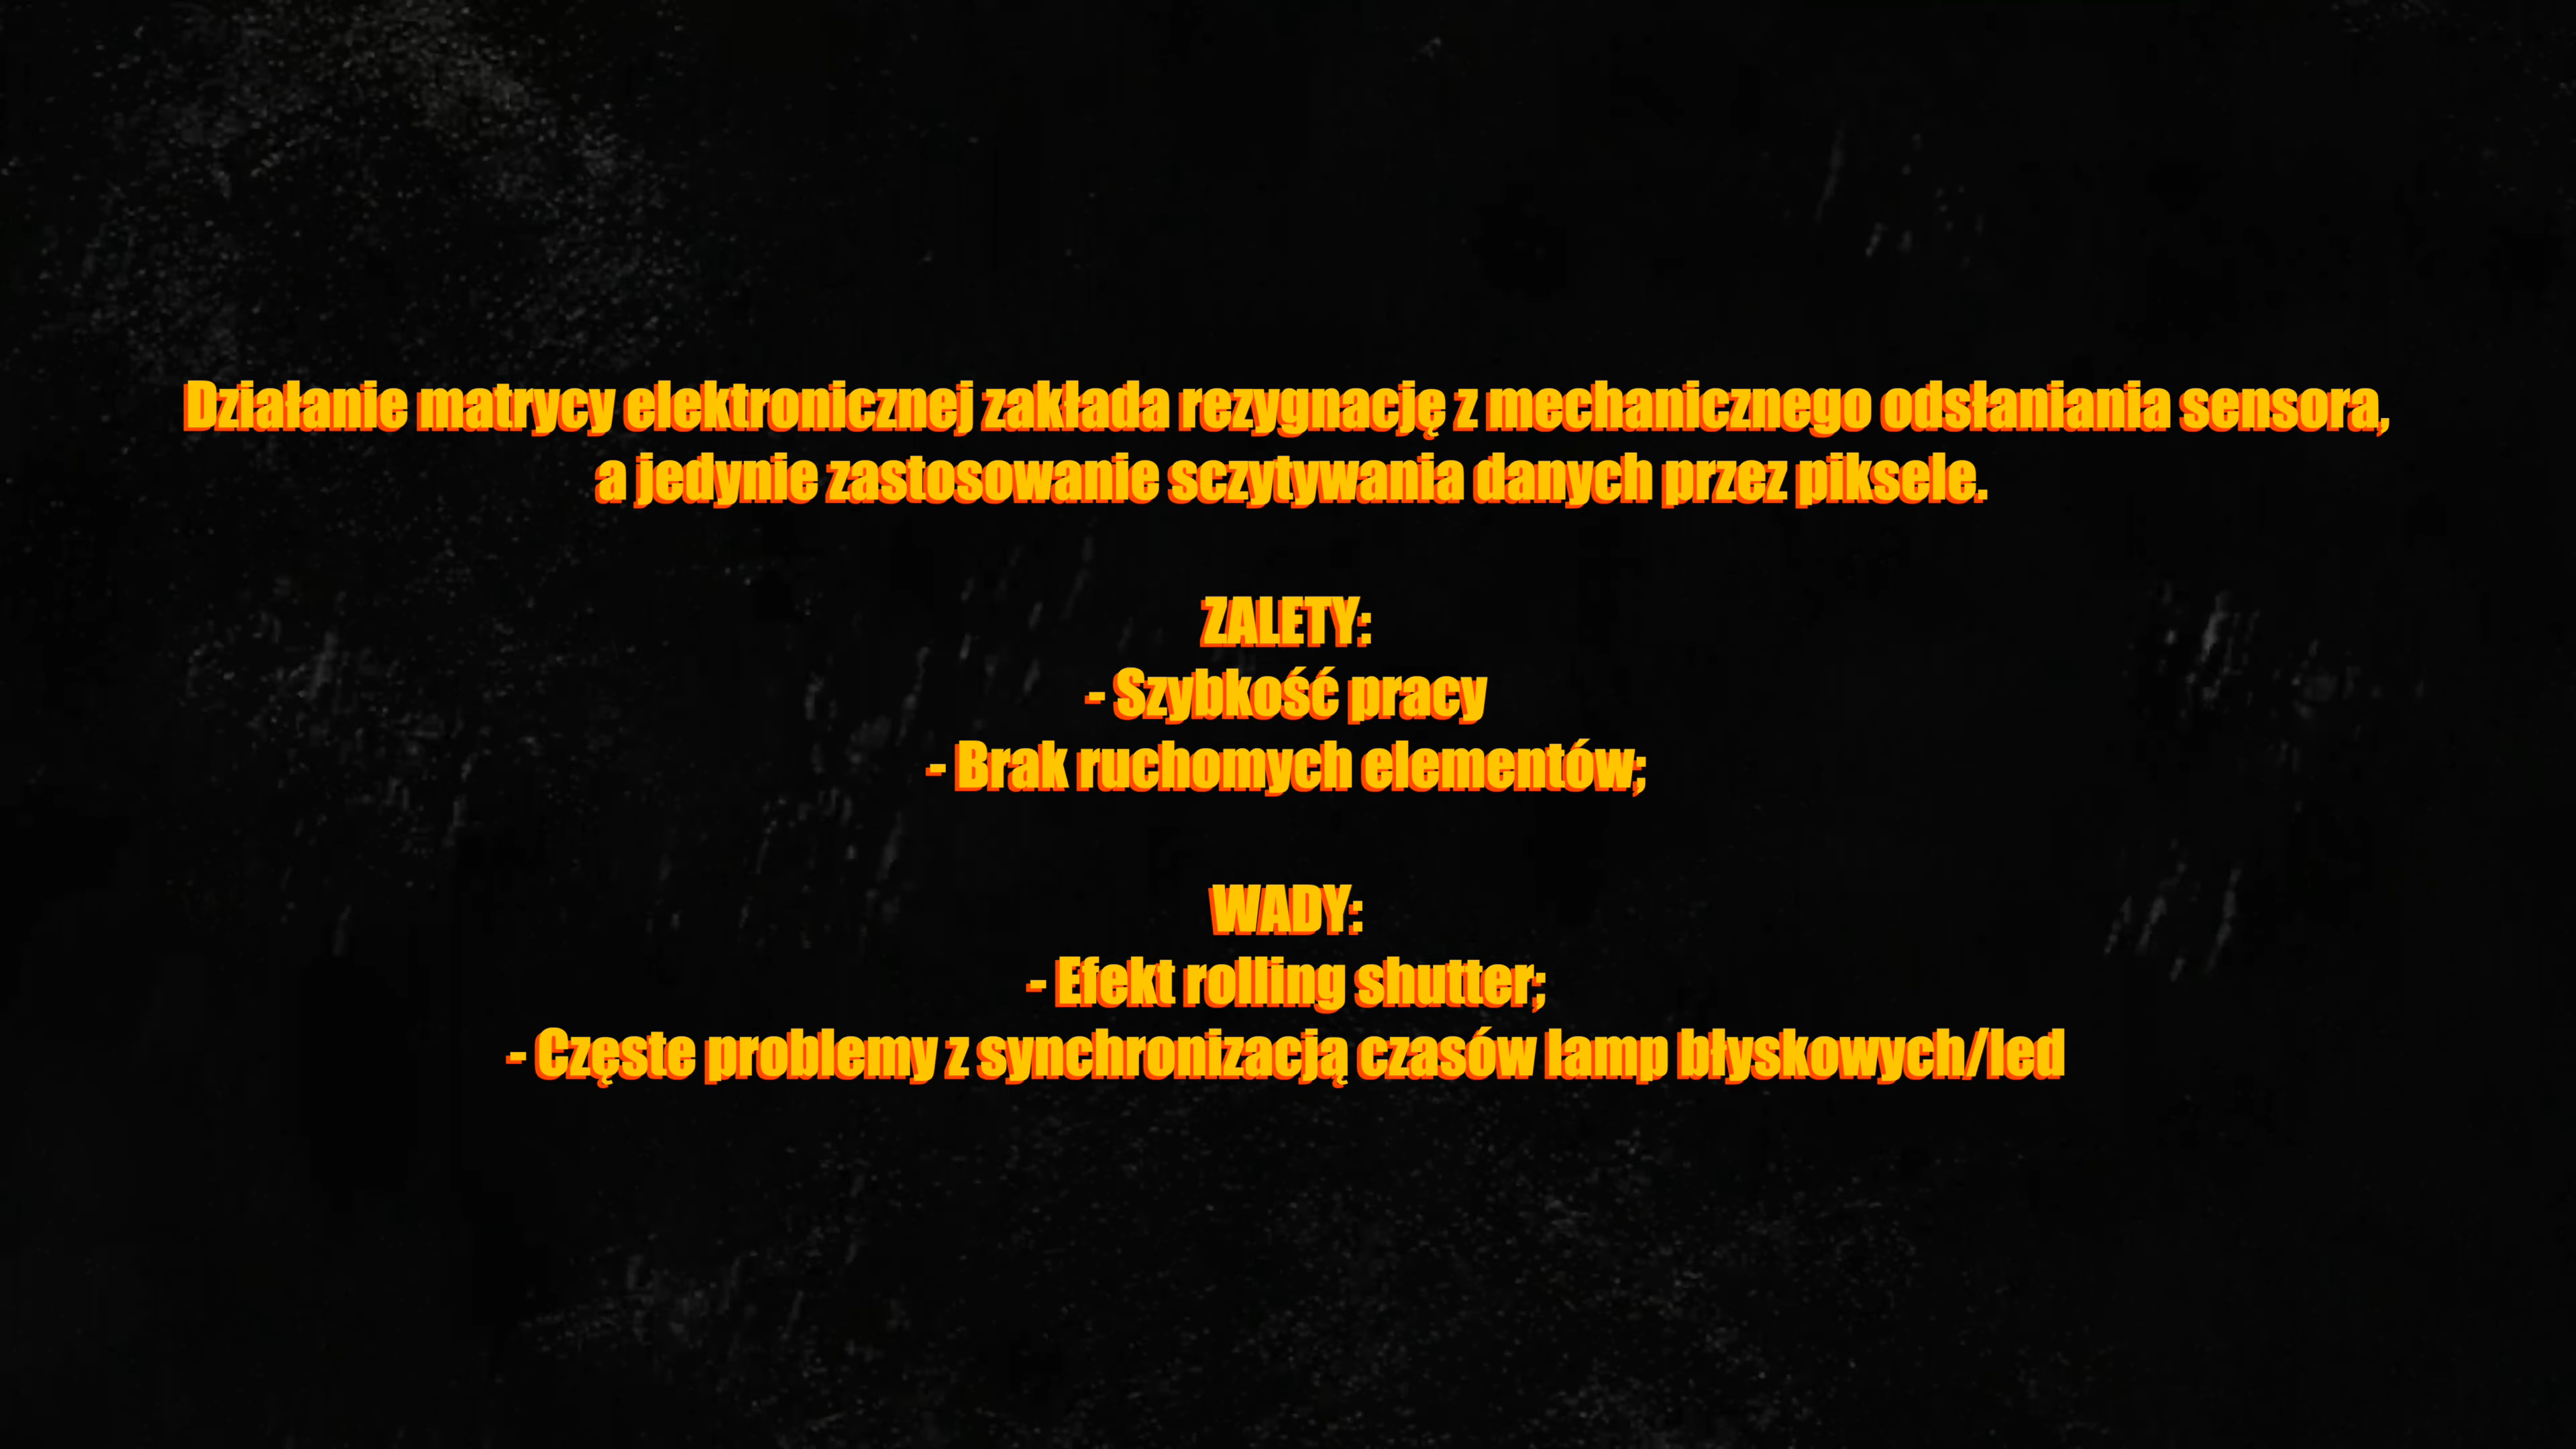 Działanie matrycy elektronicznej zakłada rezygnację z mechanicznego odsłaniania sensora,
a jedynie zastosowanie sczytywania danych przez piksele.
ZALETY:
- Szybkość pracy
- Brak ruchomych elementów;
WADY:
- Efekt rolling shutter;
- Częste problemy z synchronizacją czasów lamp błyskowych/led